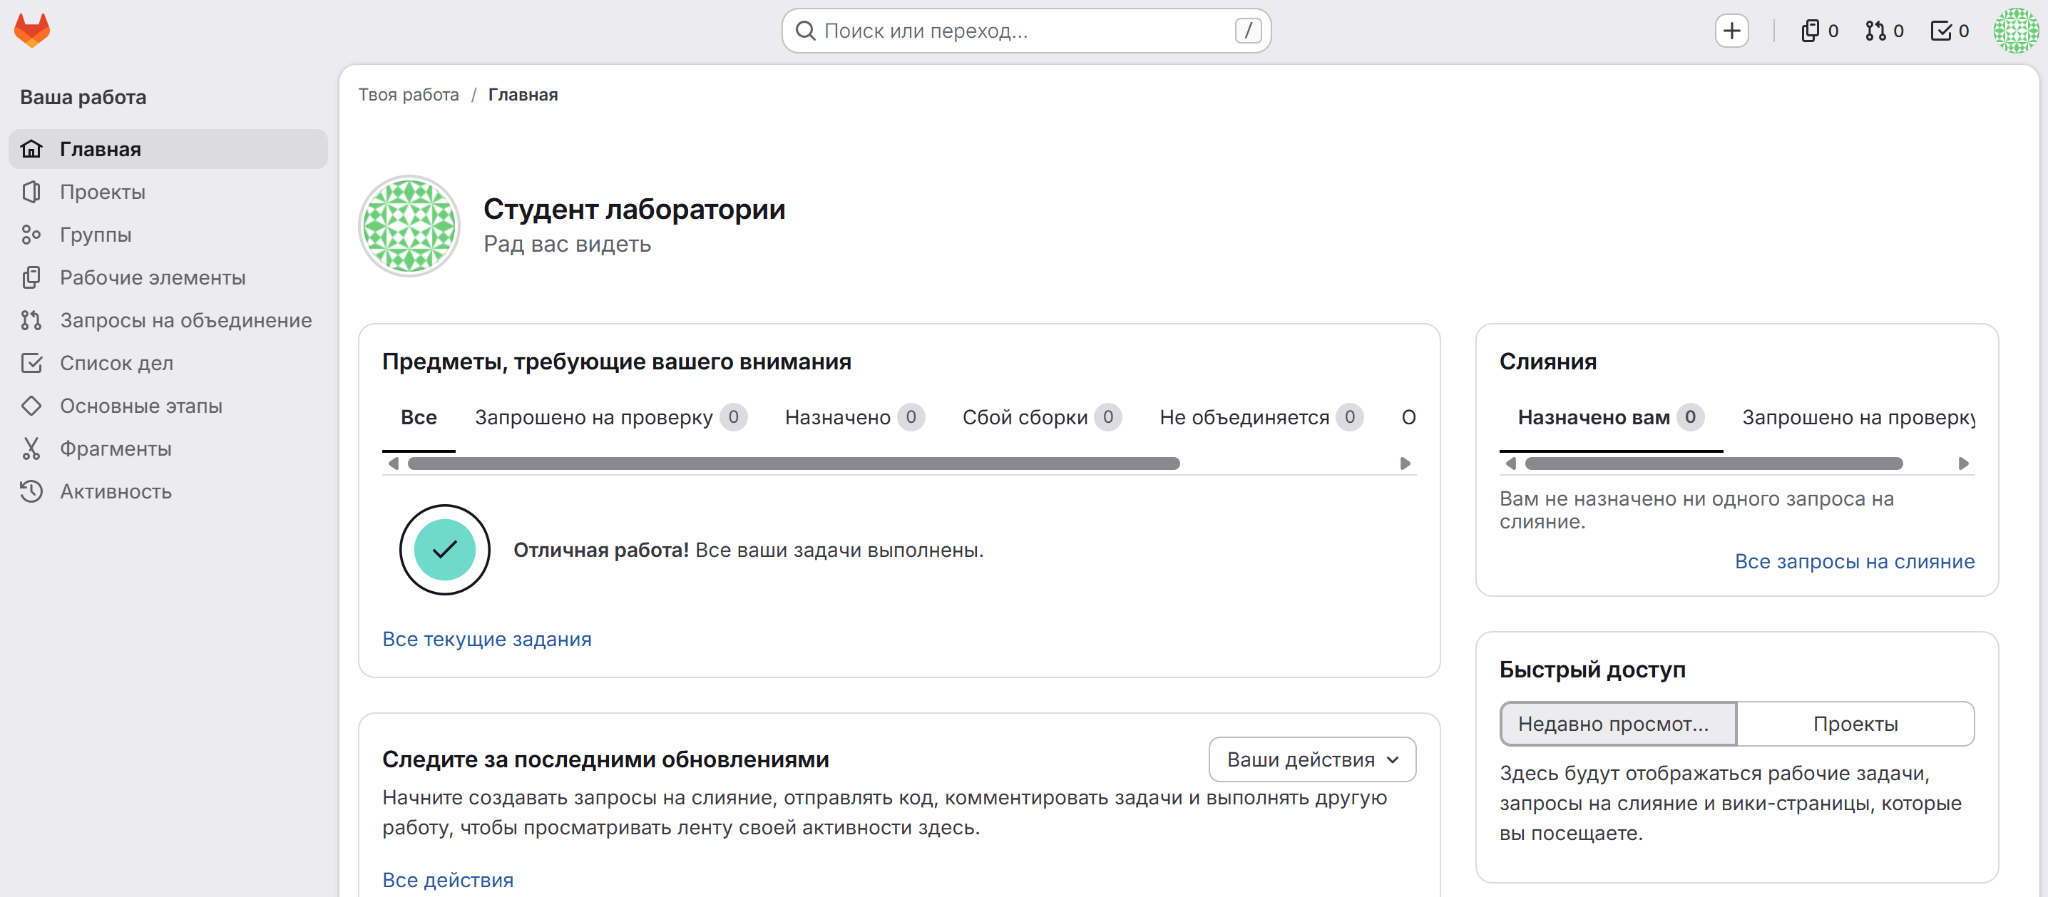 Поиск или переход...
/
0
0
0
Ваша работа
Главная
Проекты
Группы
Рабочие элементы
Запросы на объединение
Список дел
Основные этапы
Фрагменты
Активность
Твоя работа / Главная
Студент лаборатории
Рад вас видеть
Предметы, требующие вашего внимания
Все
Запрошено на проверку 0
Назначено 0
Сбой сборки 0
Не объединяется 0
О
Отличная работа! Все ваши задачи выполнены.
Все текущие задания
Следите за последними обновлениями
Ваши действия
Начните создавать запросы на слияние, отправлять код, комментировать задачи и выполнять другую
работу, чтобы просматривать ленту своей активности здесь.
Все действия
Слияния
Назначено вам 0
Запрошено на проверку
Вам не назначено ни одного запроса на
слияние.
Все запросы на слияние
Быстрый доступ
Недавно просмот...
Проекты
Здесь будут отображаться рабочие задачи,
запросы на слияние и вики-страницы, которые
вы посещаете.